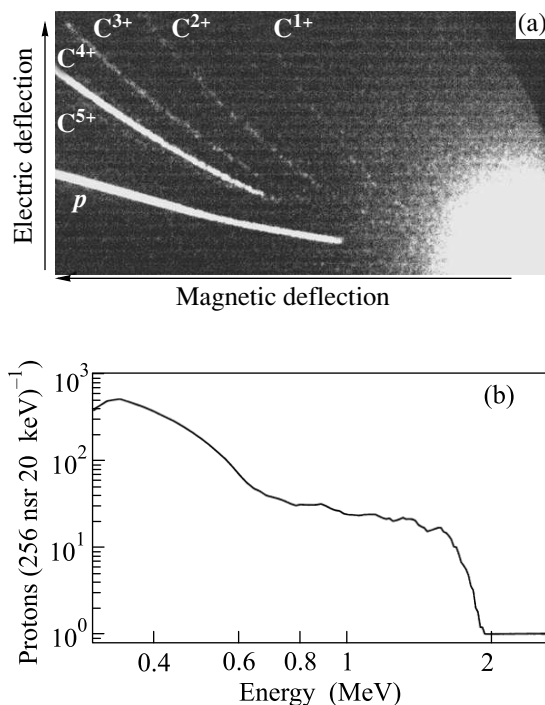 (a)
C3+
C2+
C1+
C4+
C5+
p
Electric deflection
Magnetic deflection
(b)
Protons (256 nsr 20 keV)−1
10³
10²
10¹
10⁰
0.4 0.6 0.8 1 2
Energy (MeV)